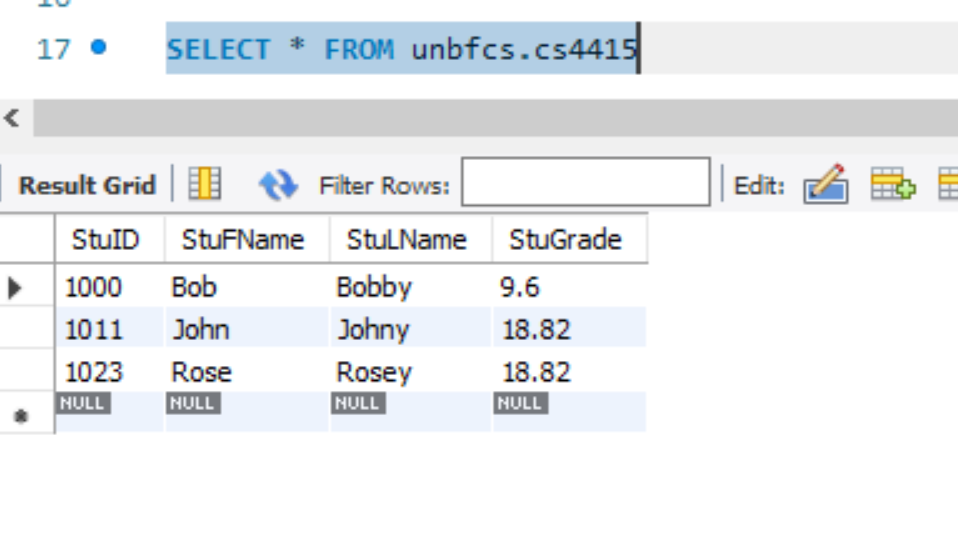 17 SELECT * FROM unbfcs.cs4415
Result Grid Filter Rows: Edit:
StuID StuFName StuLName StuGrade
1000 Bob Bobby 9.6
1011 John Johny 18.82
1023 Rose Rosey 18.82
NULL NULL NULL NULL